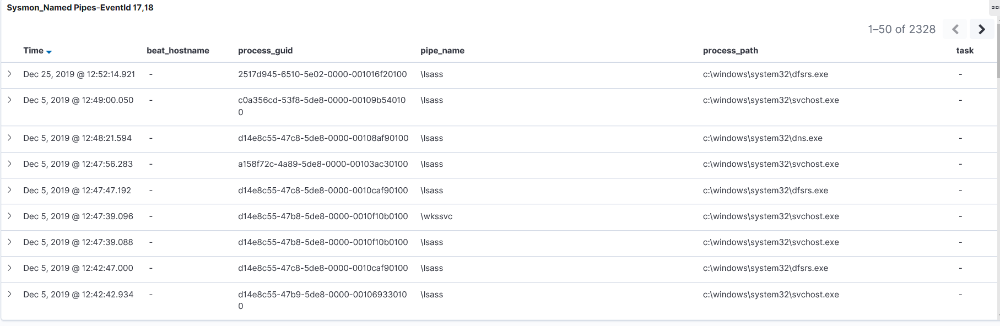 Sysmon_Named Pipes-EventId 17,18
1–50 of 2328
Time beat_hostname process_guid pipe_name process_path task
Dec 25, 2019 @ 12:52:14.921 - 2517d945-6510-5e02-0000-001016f20100 \lsass c:\windows\system32\dfsrs.exe -
Dec 5, 2019 @ 12:49:00.050 - c0a356cd-53f8-5de8-0000-00109b54010 \lsass c:\windows\system32\svchost.exe -
0
Dec 5, 2019 @ 12:48:21.594 - d14e8c55-47c8-5de8-0000-00108af90100 \lsass c:\windows\system32\dns.exe -
Dec 5, 2019 @ 12:47:56.283 - a158f72c-4a89-5de8-0000-00103ac30100 \lsass c:\windows\system32\svchost.exe -
Dec 5, 2019 @ 12:47:47.192 - d14e8c55-47c8-5de8-0000-0010caf90100 \lsass c:\windows\system32\dfsrs.exe -
Dec 5, 2019 @ 12:47:39.096 - d14e8c55-47b8-5de8-0000-0010f10b0100 \wkssvc c:\windows\system32\svchost.exe -
Dec 5, 2019 @ 12:47:39.088 - d14e8c55-47b8-5de8-0000-0010f10b0100 \lsass c:\windows\system32\svchost.exe -
Dec 5, 2019 @ 12:42:47.000 - d14e8c55-47c8-5de8-0000-0010caf90100 \lsass c:\windows\system32\dfsrs.exe -
Dec 5, 2019 @ 12:42:42.934 - d14e8c55-47b9-5de8-0000-00106933010 \lsass c:\windows\system32\svchost.exe -
0